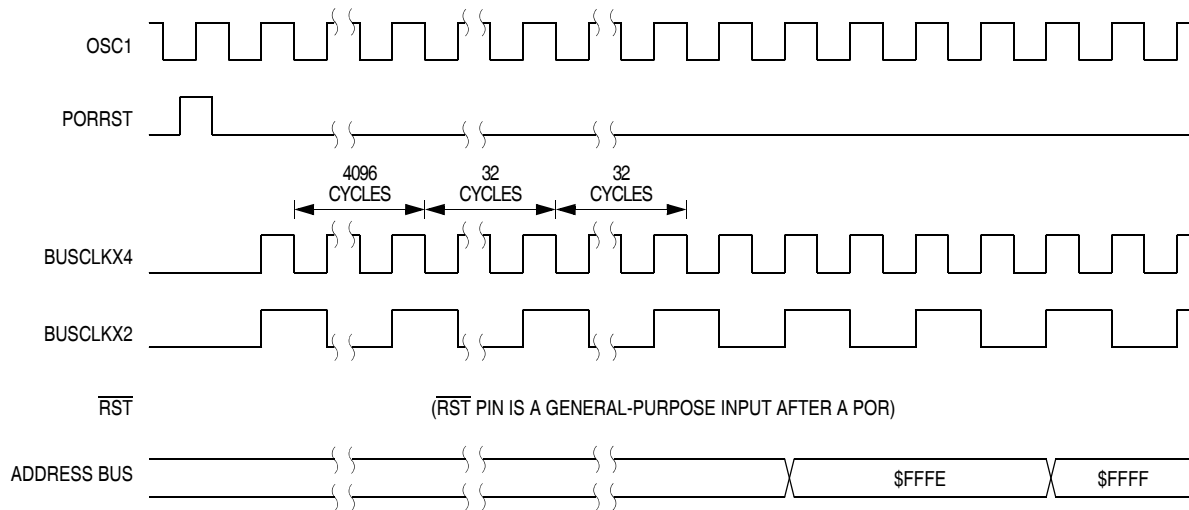 OSC1
PORRST
4096
CYCLES
32
CYCLES
32
CYCLES
BUSCLKX4
BUSCLKX2
RST
(RST PIN IS A GENERAL-PURPOSE INPUT AFTER A POR)
ADDRESS BUS
$FFFE
$FFFF